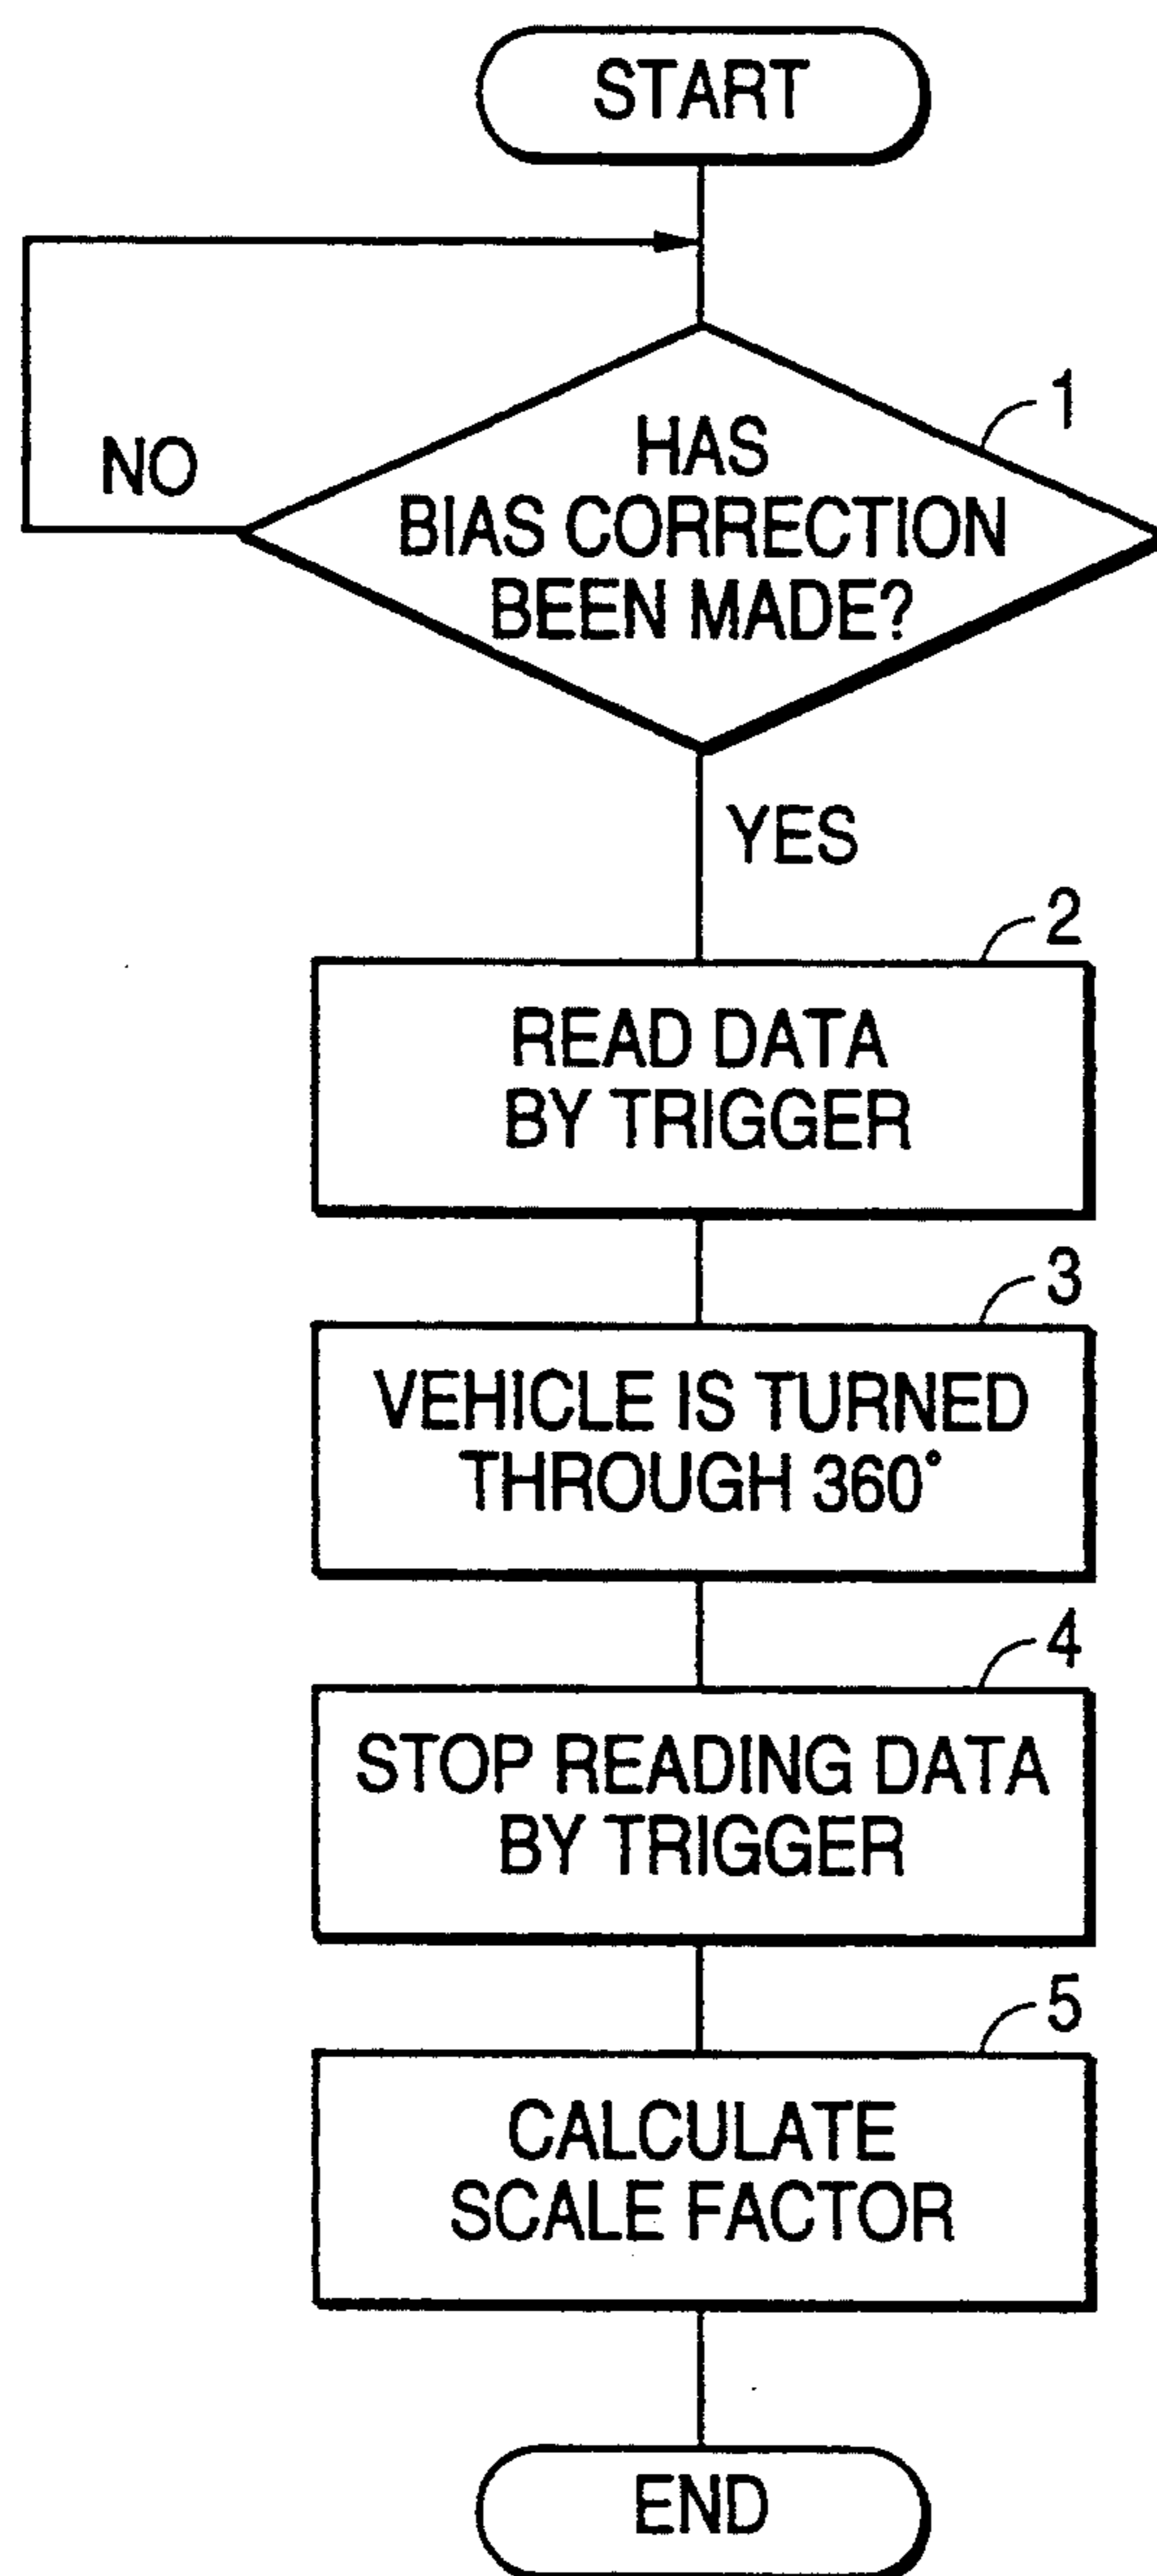 START
1
HAS
NO
BIAS CORRECTION
BEEN MADE?
YES
2
READ DATA
BY TRIGGER
3
VEHICLE IS TURNED
THROUGH 360°
4
STOP READING DATA
BY TRIGGER
5
CALCULATE
SCALE FACTOR
END